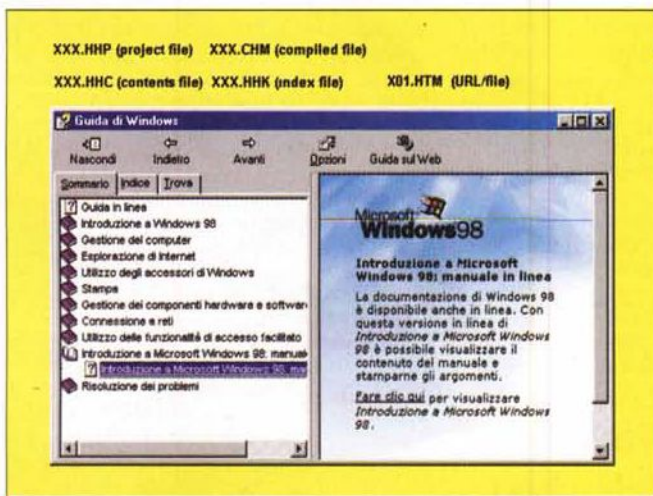 XXX.HHP (project file) XXX.CHM (compiled file)
XXX.HHC (contents file) XXX.HHK (index file) X01.HTM (URL/file)
Guida di Windows
Nascondi Indietro Avanti Opzioni Guida sul Web
Sommario Indice Trova
Guida in linea
Introduzione a Windows 98
Gestione del computer
Esplorazione di Internet
Utilizzo degli accessori di Windows
Stampa
Gestione dei componenti hardware e softwar
Connessione a reti
Utilizzo delle funzionalità di accesso facilitato
Introduzione a Microsoft Windows 98: manual
Introduzione a Microsoft Windows 98: ma
Risoluzione dei problemi
Microsoft
Windows98
Introduzione a Microsoft
Windows 98: manuale in linea
La documentazione di Windows 98
è disponibile anche in linea. Con
questa versione in linea di
Introduzione a Microsoft Windows
98 è possibile visualizzare il
contenuto del manuale e
stamparne gli argomenti.
Fare clic qui per visualizzare
Introduzione a Microsoft Windows
98.